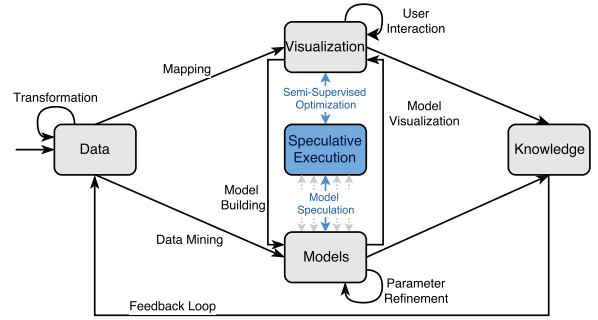 User
Interaction
Visualization
Mapping
Semi-Supervised
Optimization
Transformation
Model
Visualization
Data
Speculative
Execution
Knowledge
Model
Building
Model
Speculation
Data Mining
Models
Parameter
Refinement
Feedback Loop